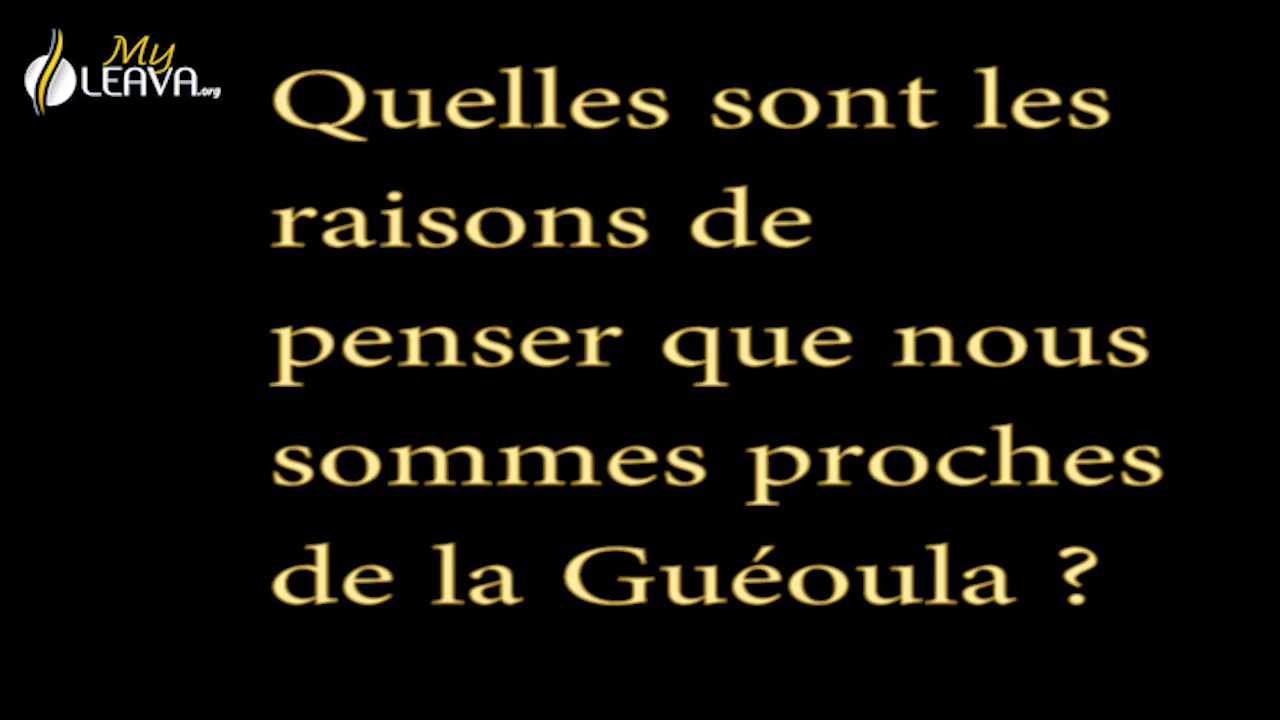 My
LEAVA.org
Quelles sont les
raisons de
penser que nous
sommes proches
de la Guéoula ?